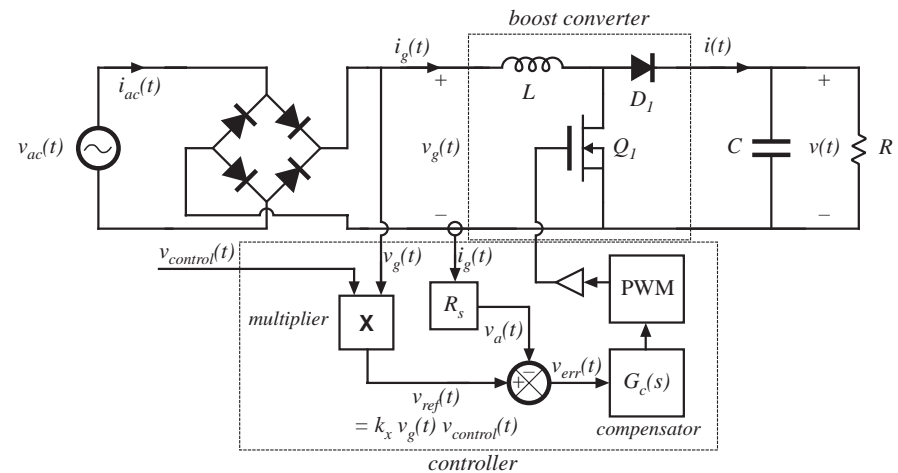 boost converter
i_ac(t)
i_g(t)
i(t)
+
+
L
D_1
v_ac(t)
v_g(t)
Q_1
C
v(t)
R
–
–
v_control(t)
v_g(t)
i_g(t)
multiplier
X
R_s
PWM
v_a(t)
+
–
v_err(t)
G_c(s)
v_ref(t)
= k_x v_g(t) v_control(t)
compensator
controller